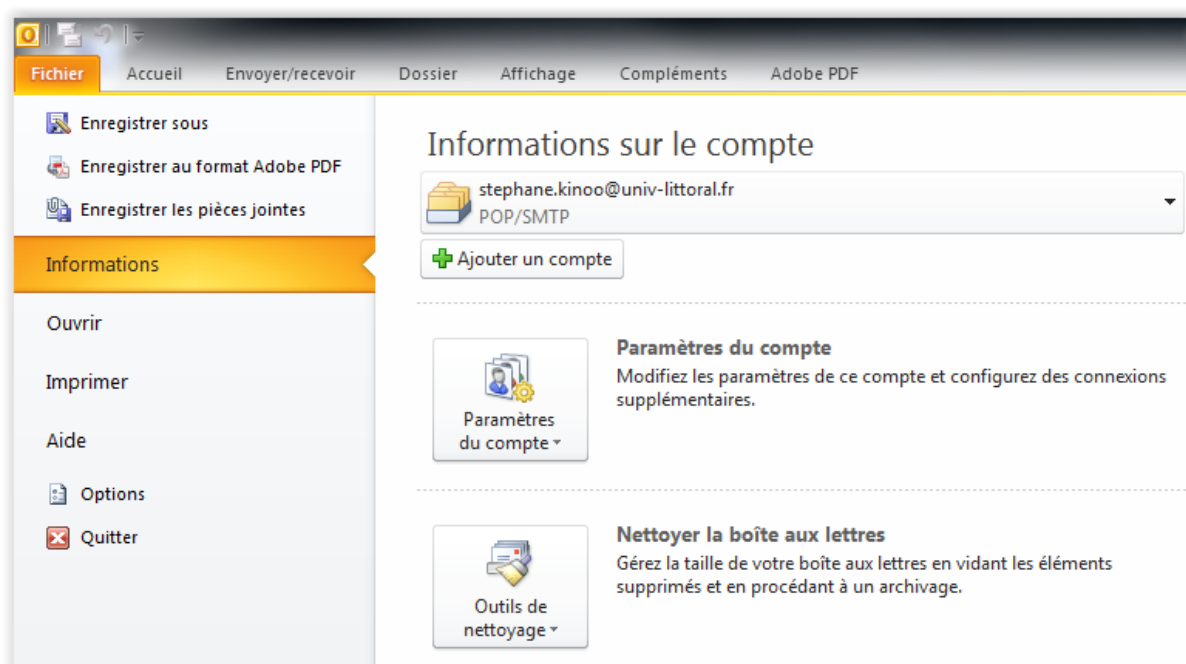 Fichier Accueil Envoyer/recevoir Dossier Affichage Compléments Adobe PDF
Enregistrer sous
Enregistrer au format Adobe PDF
Enregistrer les pièces jointes
Informations
Ouvrir
Imprimer
Aide
Options
Quitter
Informations sur le compte
stephane.kinoo@univ-littoral.fr
POP/SMTP
Ajouter un compte
Paramètres
du compte
Paramètres du compte
Modifiez les paramètres de ce compte et configurez des connexions
supplémentaires.
Outils de
nettoyage
Nettoyer la boîte aux lettres
Gérez la taille de votre boîte aux lettres en vidant les éléments
supprimés et en procédant à un archivage.